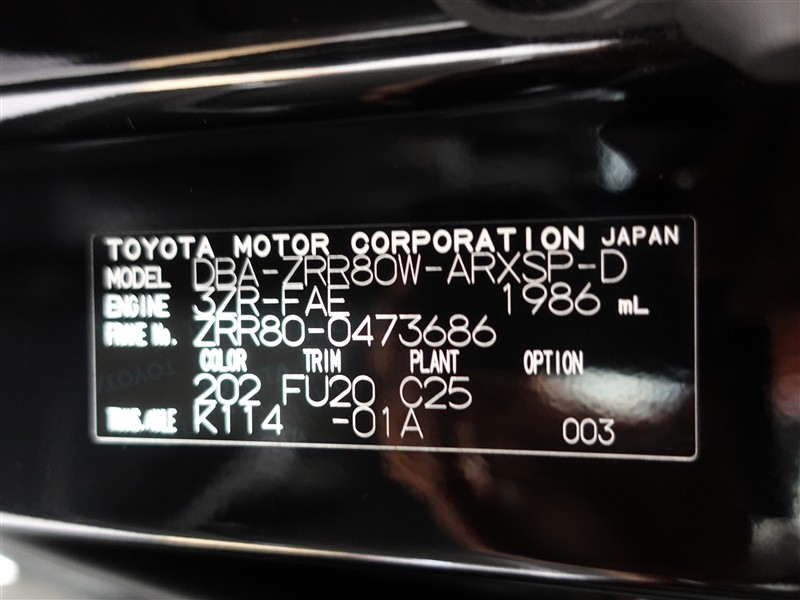 TOYOTA MOTOR CORPORATION JAPAN
MODEL DBA-ZRR80W-ARXSP-D
ENGINE 3ZR-FAE 1986 mL
FRAME No. ZRR80-0473686
COLOR TRIM PLANT OPTION
202 FU20 C25
TRANS./AXLE K114 -01A 003